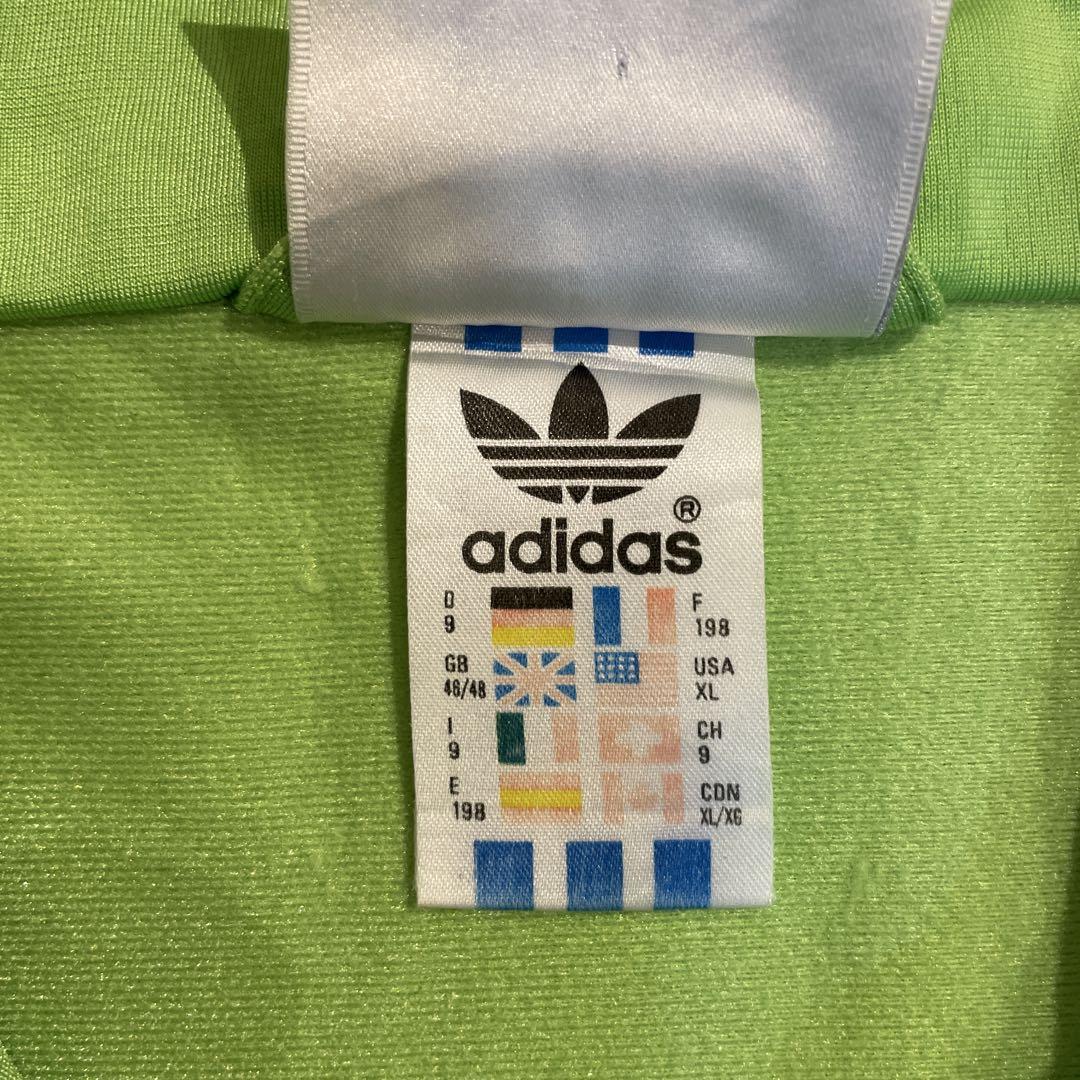 adidas®
D
9
F
198
GB
46/48
USA
XL
I
9
CH
9
E
198
CDN
XL/XG